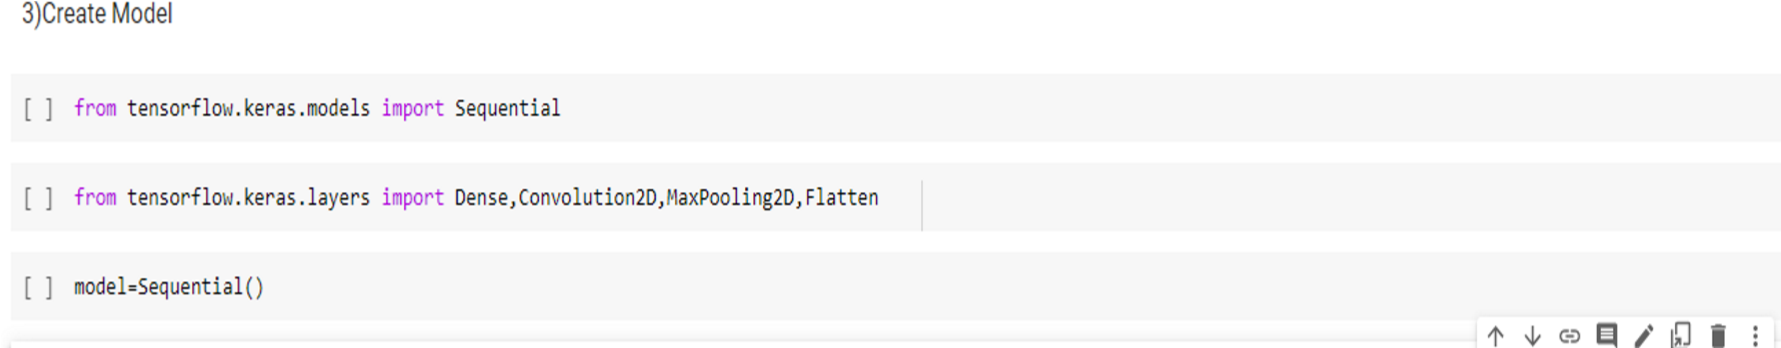 3)Create Model
[ ] from tensorflow.keras.models import Sequential
[ ] from tensorflow.keras.layers import Dense,Convolution2D,MaxPooling2D,Flatten
[ ] model=Sequential()